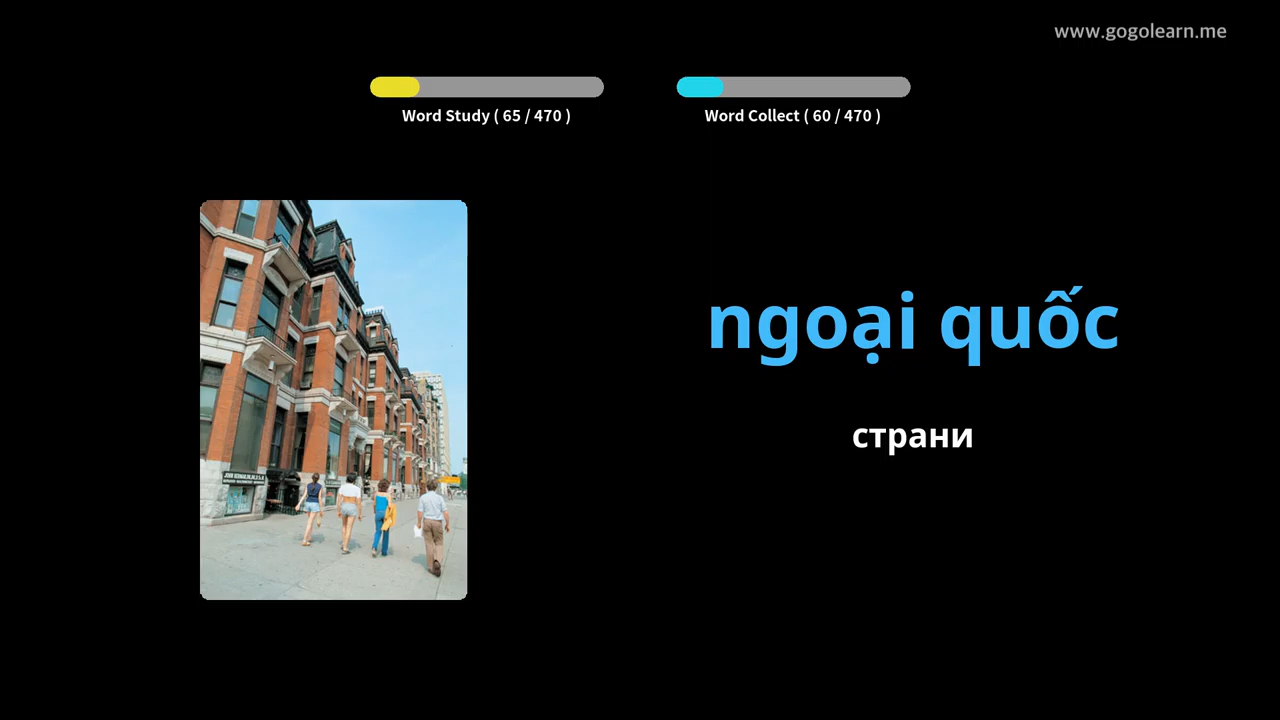 www.gogolearn.me
Word Study ( 65 / 470 )
Word Collect ( 60 / 470 )
ngoại quốc
страни